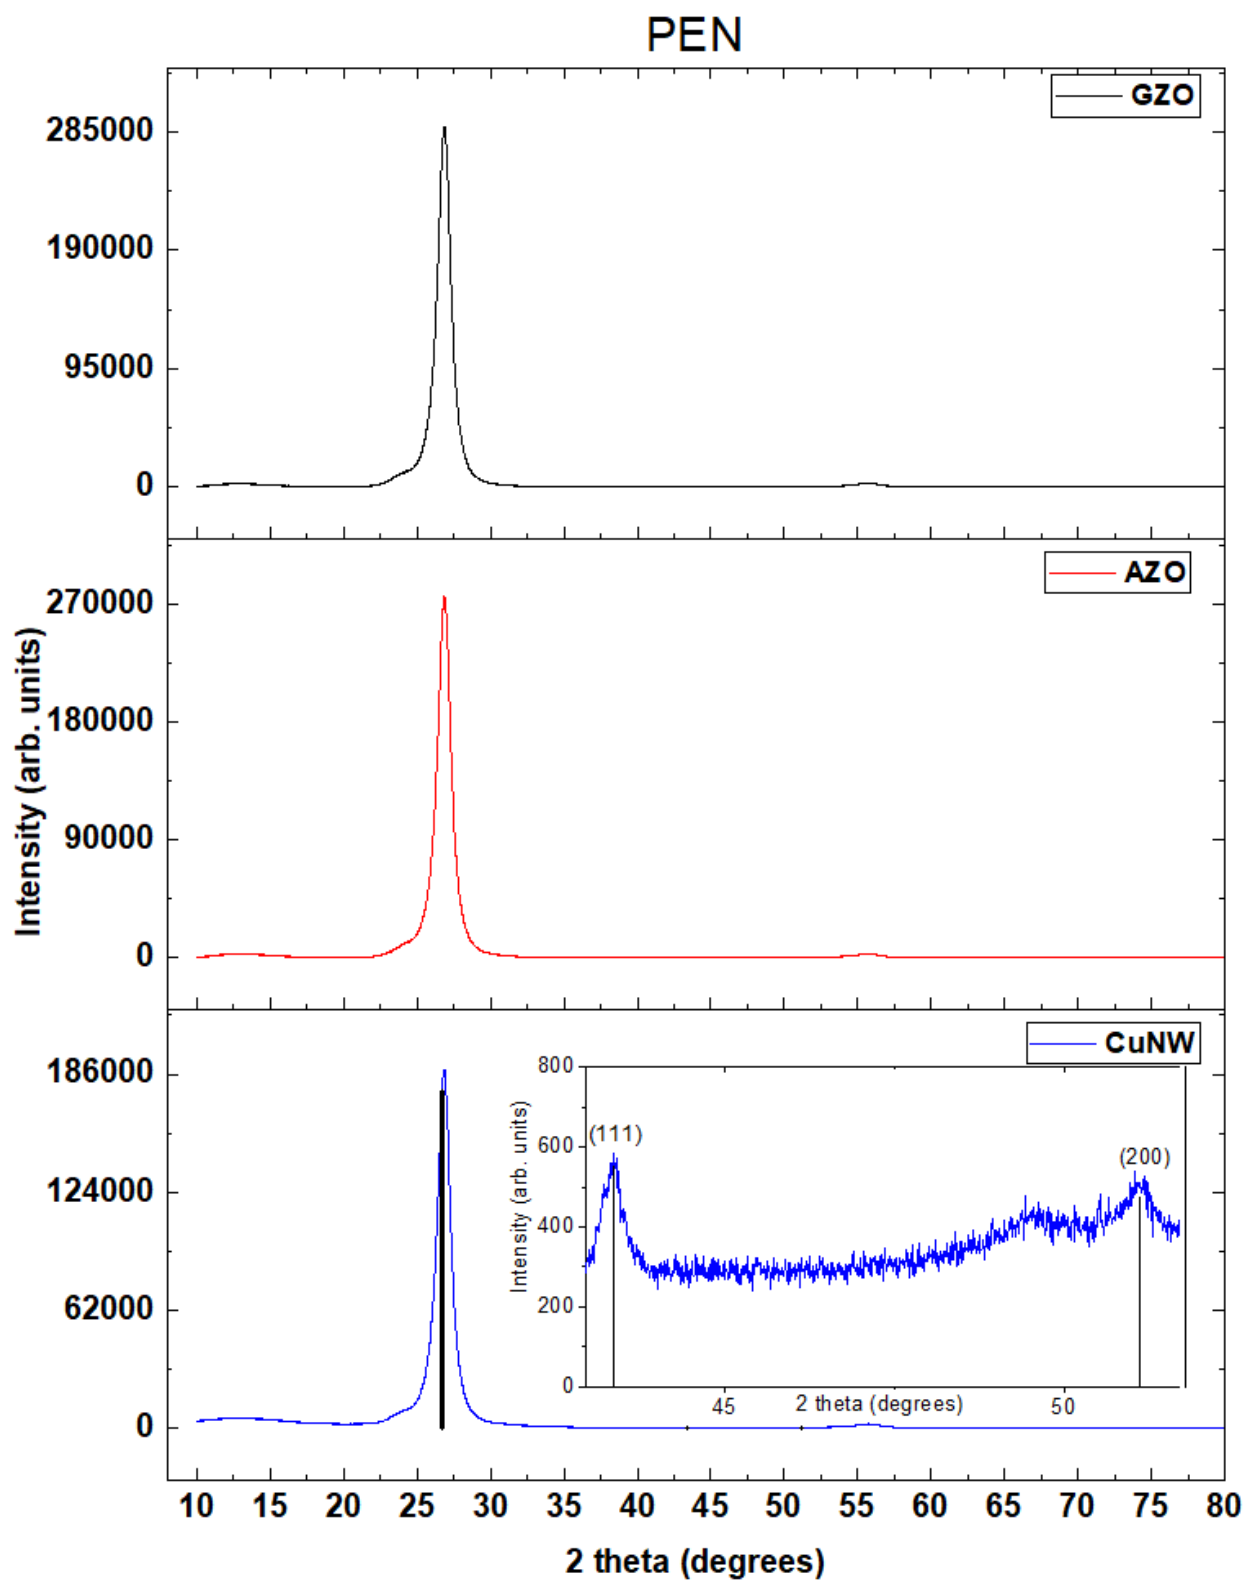 PEN
GZO
285000
190000
95000
0
AZO
270000
180000
90000
0
Intensity (arb. units)
CuNW
186000
124000
62000
0
800
600
400
200
0
Intensity (arb. units)
(111)
(200)
45
2 theta (degrees)
50
10 15 20 25 30 35 40 45 50 55 60 65 70 75 80
2 theta (degrees)